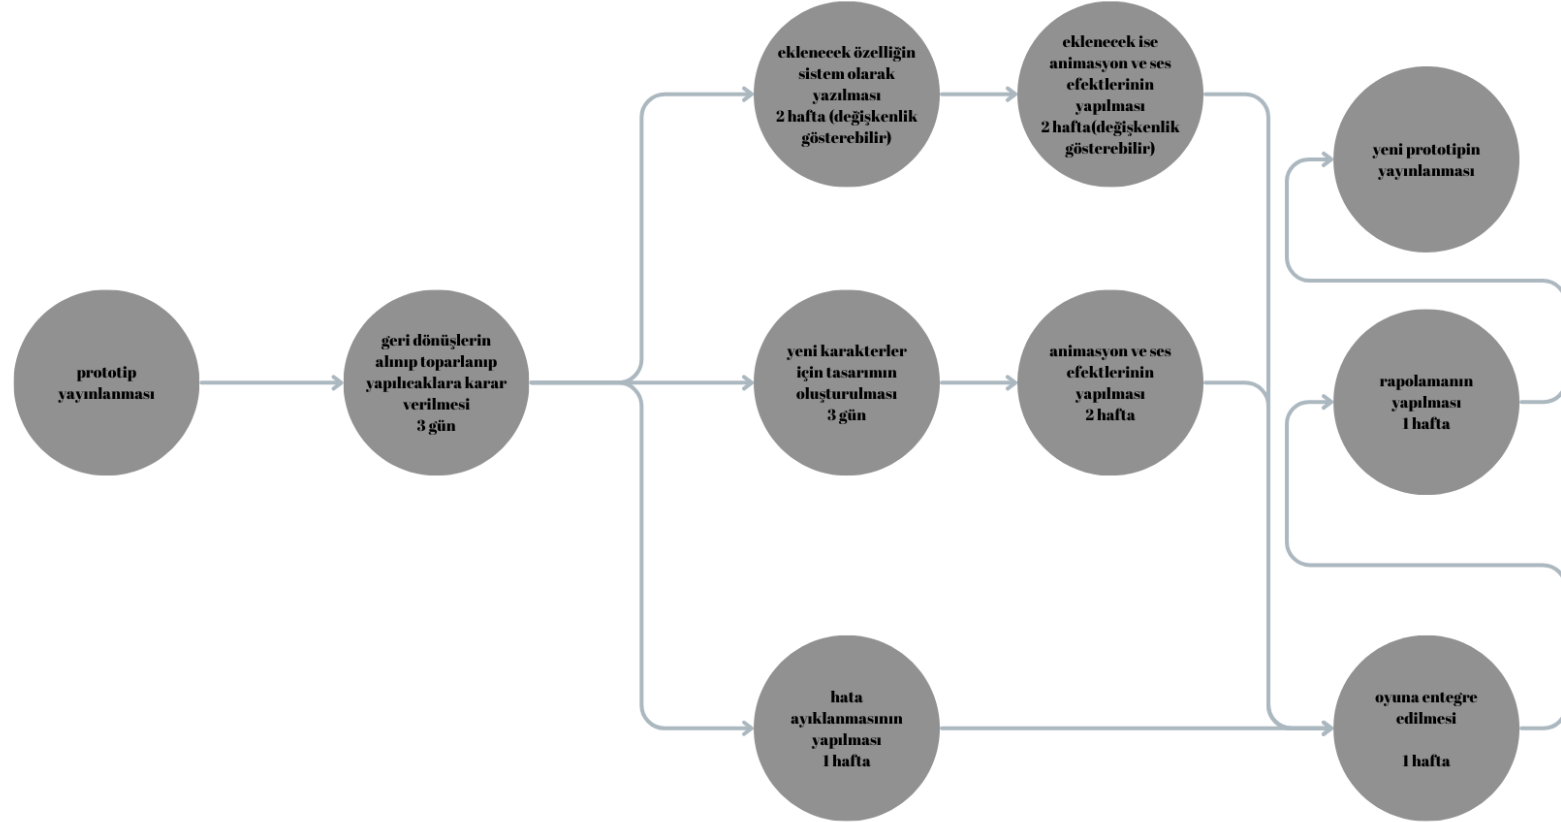 prototip
yayınlanması
geri dönüşlerin
alınıp toparlanıp
yapılıcaklara karar
verilmesi
3 gün
eklenecek özelliğin
sistem olarak
yazılması
2 hafta (değişkenlik
gösterebilir)
eklenecek ise
animasyon ve ses
efektlerinin
yapılması
2 hafta(değişkenlik
gösterebilir)
yeni karakterler
için tasarımın
oluşturulması
3 gün
animasyon ve ses
efektlerinin
yapılması
2 hafta
hata
ayıklanmasının
yapılması
1 hafta
oyuna entegre
edilmesi
1 hafta
rapolamanın
yapılması
1 hafta
yeni prototipin
yayınlanması